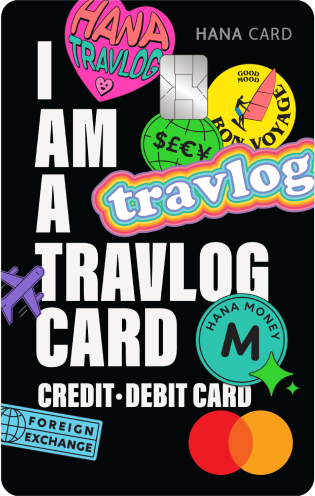 HANA CARD
HANA
TRAVLOG
GOOD
MOOD
BON VOYAGE
$£€¥
travlog
I
AM
A
TRAVLOG
CARD
HANA MONEY
M
CREDIT•DEBIT CARD
FOREIGN
EXCHANGE